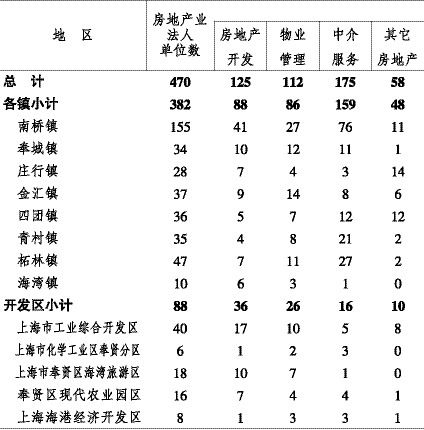 地 区 房地产业法人单位数 房地产开发 物业管理 中介服务 其它房地产
总 计 470 125 112 175 58
各镇小计 382 88 86 159 48
南桥镇 155 41 27 76 11
奉城镇 34 10 12 11 1
庄行镇 28 7 4 3 14
金汇镇 37 9 14 8 6
四团镇 36 5 7 12 12
青村镇 35 4 8 21 2
柘林镇 47 7 11 27 2
海湾镇 10 6 3 1 0
开发区小计 88 36 26 16 10
上海市工业综合开发区 40 17 10 5 8
上海市化学工业区奉贤分区 6 1 2 3 0
上海市奉贤区海湾旅游区 18 10 7 1 0
奉贤区现代农业园区 16 7 4 4 1
上海海港经济开发区 8 1 3 3 1